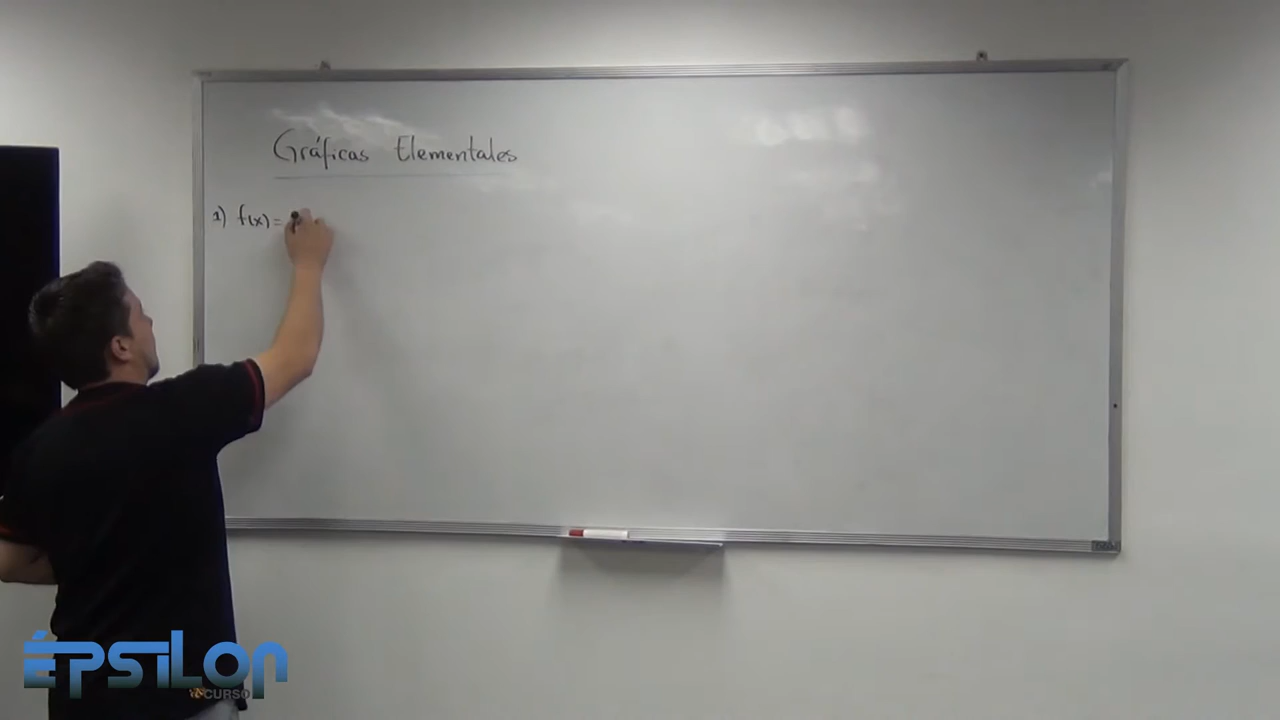 Gráficas Elementales
1) f(x) =
ÉPSILON
CURSO